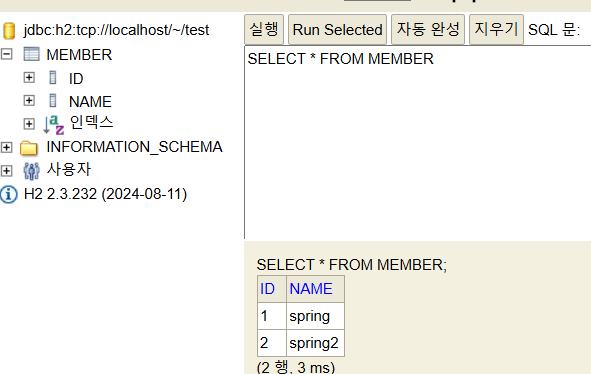 jdbc:h2:tcp://localhost/~/test
MEMBER
ID
NAME
인덱스
INFORMATION_SCHEMA
사용자
H2 2.3.232 (2024-08-11)
실행 Run Selected 자동 완성 지우기 SQL 문:
SELECT * FROM MEMBER
SELECT * FROM MEMBER;
ID NAME
1 spring
2 spring2
(2 행, 3 ms)